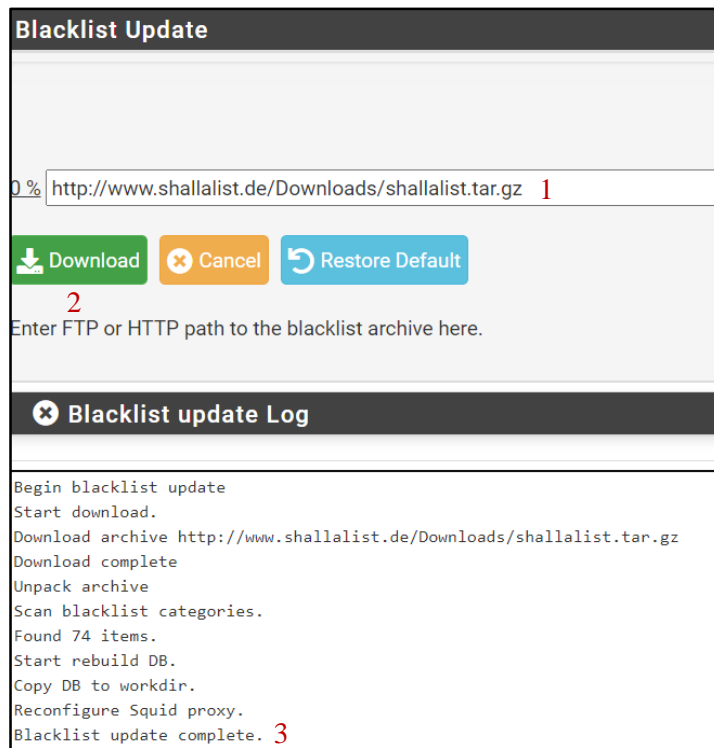 Blacklist Update
0 % http://www.shallalist.de/Downloads/shallalist.tar.gz 1
Download Cancel Restore Default
2
Enter FTP or HTTP path to the blacklist archive here.
Blacklist update Log
Begin blacklist update
Start download.
Download archive http://www.shallalist.de/Downloads/shallalist.tar.gz
Download complete
Unpack archive
Scan blacklist categories.
Found 74 items.
Start rebuild DB.
Copy DB to workdir.
Reconfigure Squid proxy.
Blacklist update complete. 3